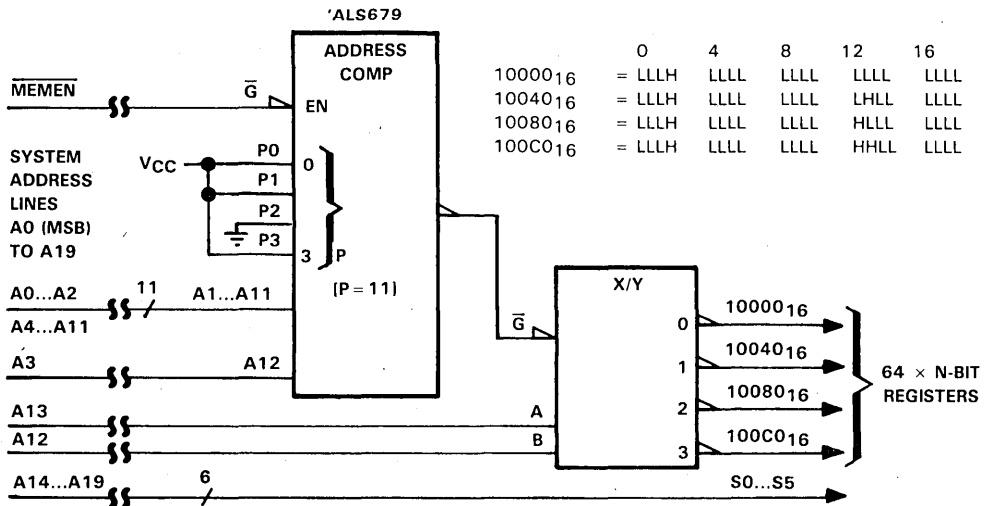 'ALS679
ADDRESS
COMP
MEMEN
G
EN
SYSTEM
ADDRESS
LINES
A0 (MSB)
TO A19
VCC
P0
0
P1
P2
P3
3
P
(P = 11)
A0...A2
11
A1...A11
A4...A11
A3
A12
A13
A
A12
B
A14...A19
6
S0...S5
0 4 8 12 16
10000₁₆ = LLLH LLLL LLLL LLLL LLLL
10040₁₆ = LLLH LLLL LLLL LHLL LLLL
10080₁₆ = LLLH LLLL LLLL HLLL LLLL
100C0₁₆ = LLLH LLLL LLLL HHLL LLLL
X/Y
G
0
10000₁₆
1
10040₁₆
2
10080₁₆
3
100C0₁₆
64 × N-BIT
REGISTERS